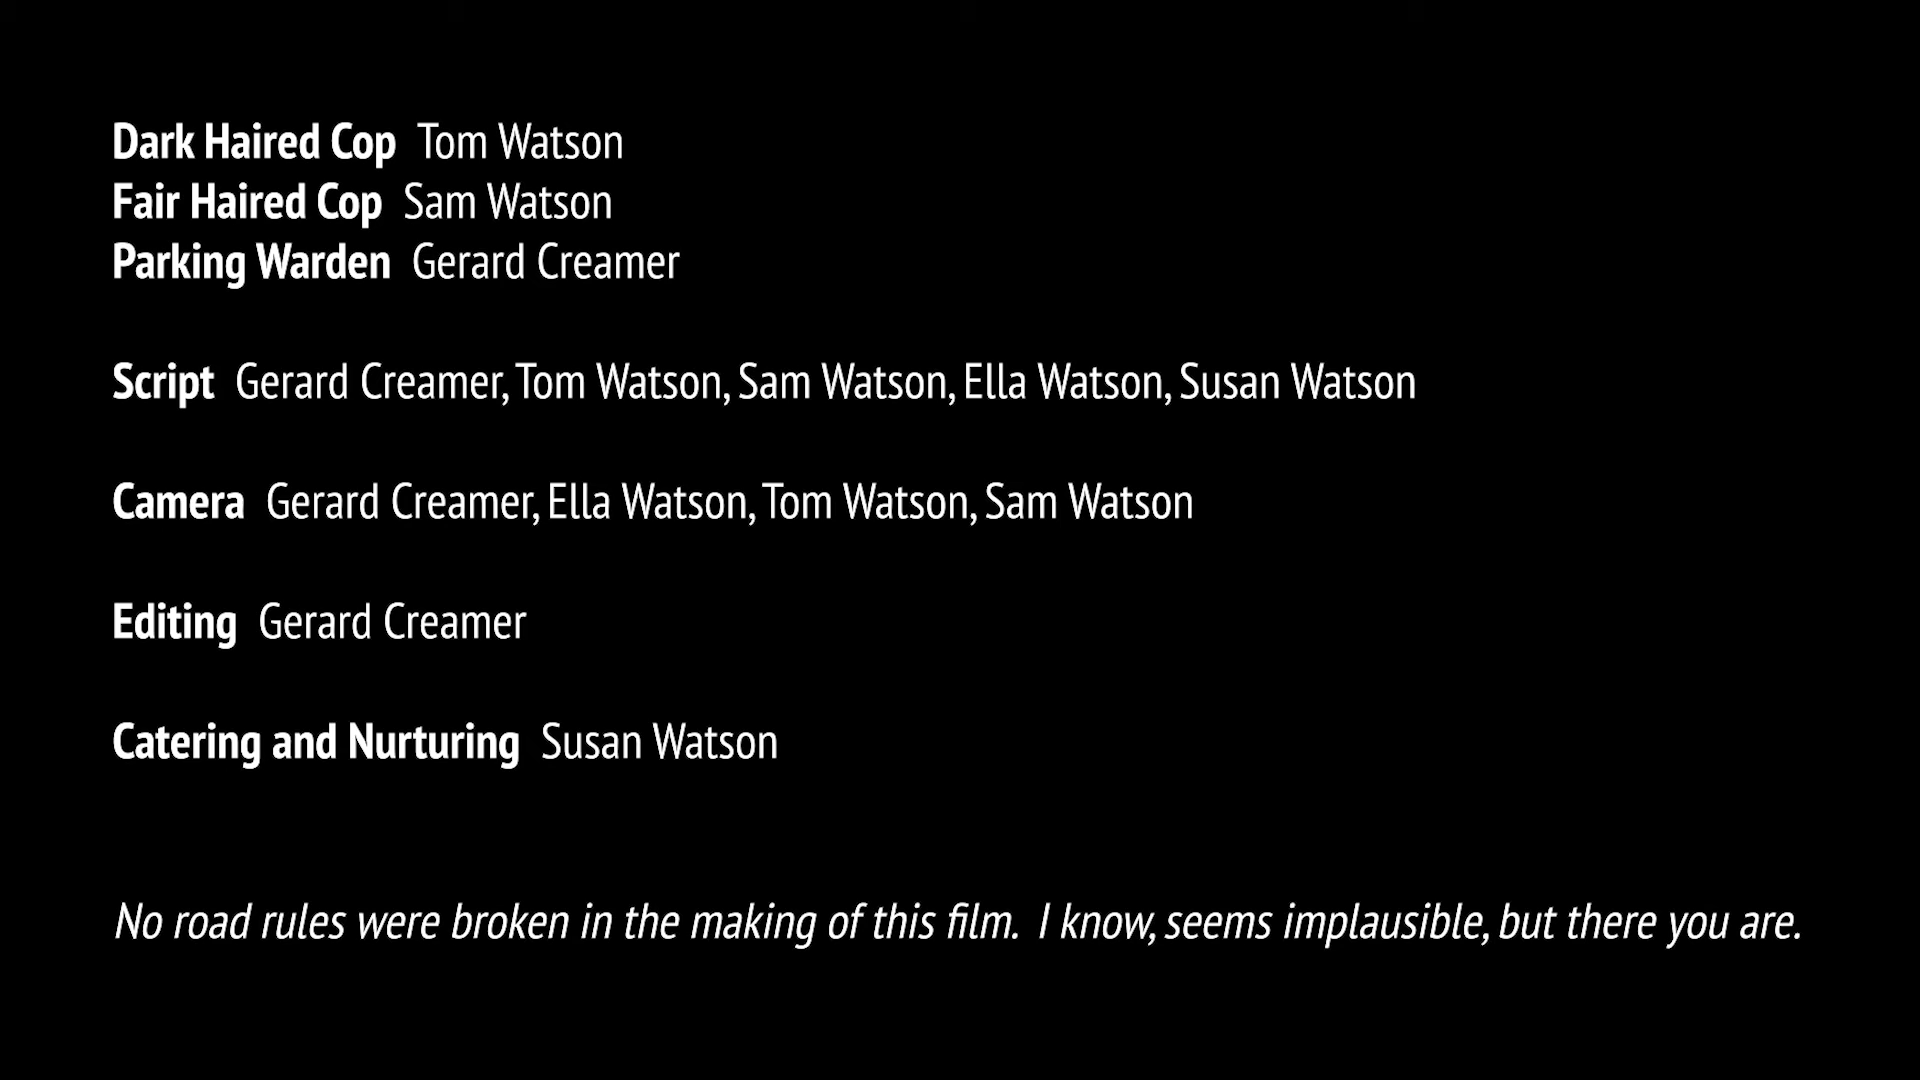 Dark Haired Cop Tom Watson
Fair Haired Cop Sam Watson
Parking Warden Gerard Creamer
Script Gerard Creamer, Tom Watson, Sam Watson, Ella Watson, Susan Watson
Camera Gerard Creamer, Ella Watson, Tom Watson, Sam Watson
Editing Gerard Creamer
Catering and Nurturing Susan Watson
No road rules were broken in the making of this film. I know, seems implausible, but there you are.